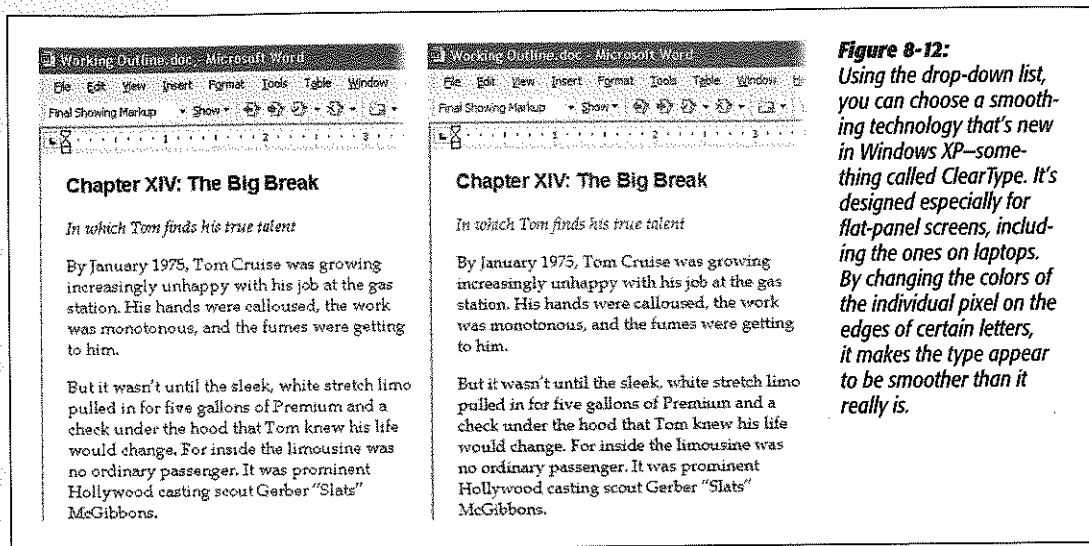 Working Outline.doc - Microsoft Word
File Edit View Insert Format Tools Table Window
Final Showing Markup Show
1 2 3
Chapter XIV: The Big Break
In which Tom finds his true talent
By January 1975, Tom Cruise was growing
increasingly unhappy with his job at the gas
station. His hands were calloused, the work
was monotonous, and the fumes were getting
to him.
But it wasn't until the sleek, white stretch limo
pulled in for five gallons of Premium and a
check under the hood that Tom knew his life
would change. For inside the limousine was
no ordinary passenger. It was prominent
Hollywood casting scout Gerber "Slats"
McGibbons.
Working Outline.doc - Microsoft Word
File Edit View Insert Format Tools Table Window
Final Showing Markup Show
1 2 3
Chapter XIV: The Big Break
In which Tom finds his true talent
By January 1975, Tom Cruise was growing
increasingly unhappy with his job at the gas
station. His hands were calloused, the work
was monotonous, and the fumes were getting
to him.
But it wasn't until the sleek, white stretch limo
pulled in for five gallons of Premium and a
check under the hood that Tom knew his life
would change. For inside the limousine was
no ordinary passenger. It was prominent
Hollywood casting scout Gerber "Slats"
McGibbons.
Figure 8-12:
Using the drop-down list,
you can choose a smooth-
ing technology that's new
in Windows XP—some-
thing called ClearType. It's
designed especially for
flat-panel screens, includ-
ing the ones on laptops.
By changing the colors of
the individual pixel on the
edges of certain letters,
it makes the type appear
to be smoother than it
really is.